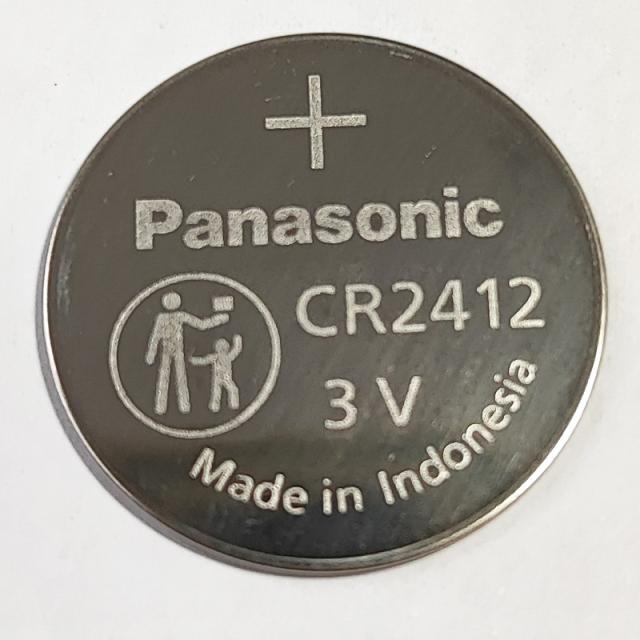 +
Panasonic
CR2412
3 V
Made in Indonesia